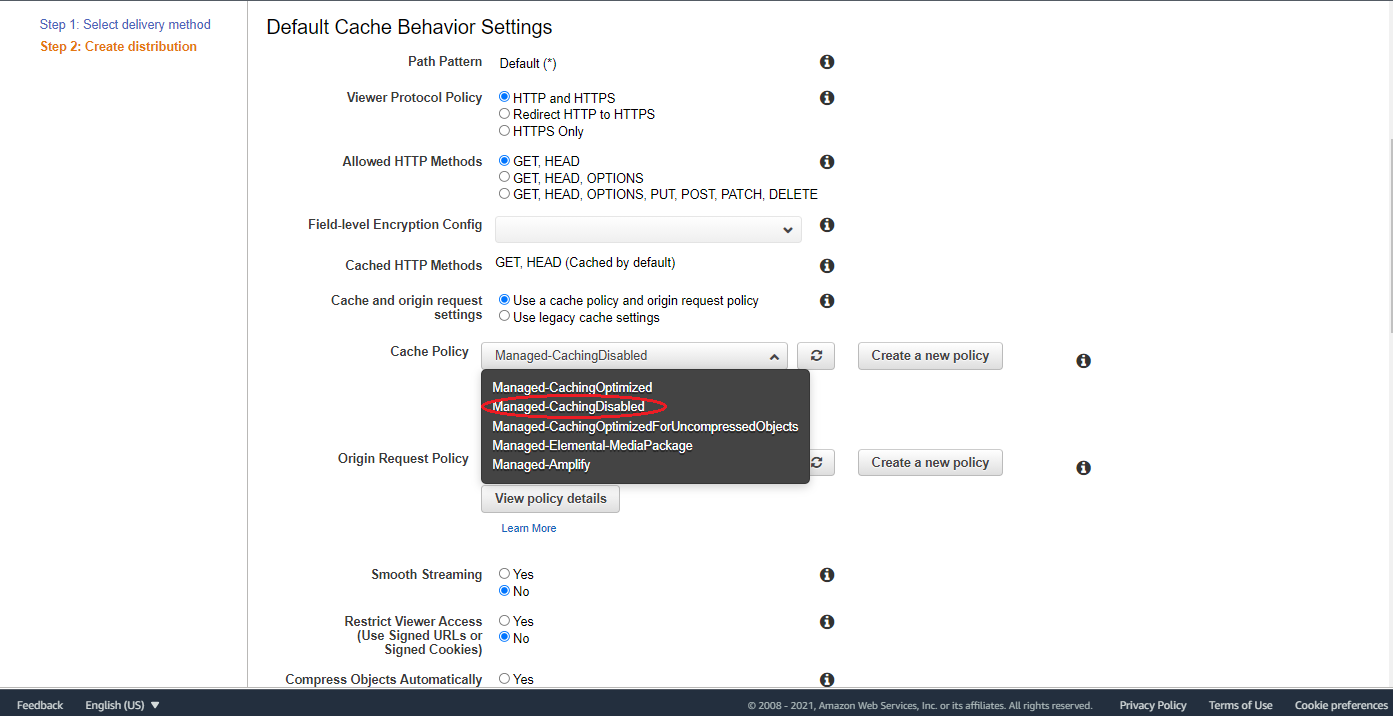 Step 1: Select delivery method
Step 2: Create distribution
Default Cache Behavior Settings
Path Pattern
Default (*)
Viewer Protocol Policy
HTTP and HTTPS
Redirect HTTP to HTTPS
HTTPS Only
Allowed HTTP Methods
GET, HEAD
GET, HEAD, OPTIONS
GET, HEAD, OPTIONS, PUT, POST, PATCH, DELETE
Field-level Encryption Config
Cached HTTP Methods
GET, HEAD (Cached by default)
Cache and origin request
settings
Use a cache policy and origin request policy
Use legacy cache settings
Cache Policy
Managed-CachingDisabled
Create a new policy
Managed-CachingOptimized
Managed-CachingDisabled
Managed-CachingOptimizedForUncompressedObjects
Managed-Elemental-MediaPackage
Managed-Amplify
Origin Request Policy
Create a new policy
View policy details
Learn More
Smooth Streaming
Yes
No
Restrict Viewer Access
(Use Signed URLs or
Signed Cookies)
Yes
No
Compress Objects Automatically
Yes
Feedback
English (US)
© 2008 - 2021, Amazon Web Services, Inc. or its affiliates. All rights reserved.
Privacy Policy
Terms of Use
Cookie preferences